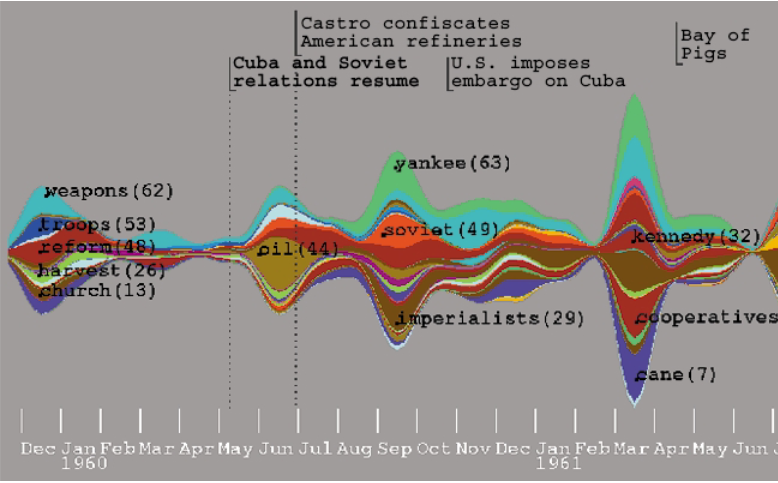 Castro confiscates
American refineries
Cuba and Soviet
relations resume
U.S. imposes
embargo on Cuba
Bay of
Pigs
yankee(63)
weapons(62)
troops(53)
soviet(49)
kennedy(32)
reform(48)
oil(44)
harvest(26)
church(13)
imperialists(29)
cooperatives
cane(7)
Dec Jan Feb Mar Apr May Jun Jul Aug Sep Oct Nov Dec Jan Feb Mar Apr May Jun J
1960 1961